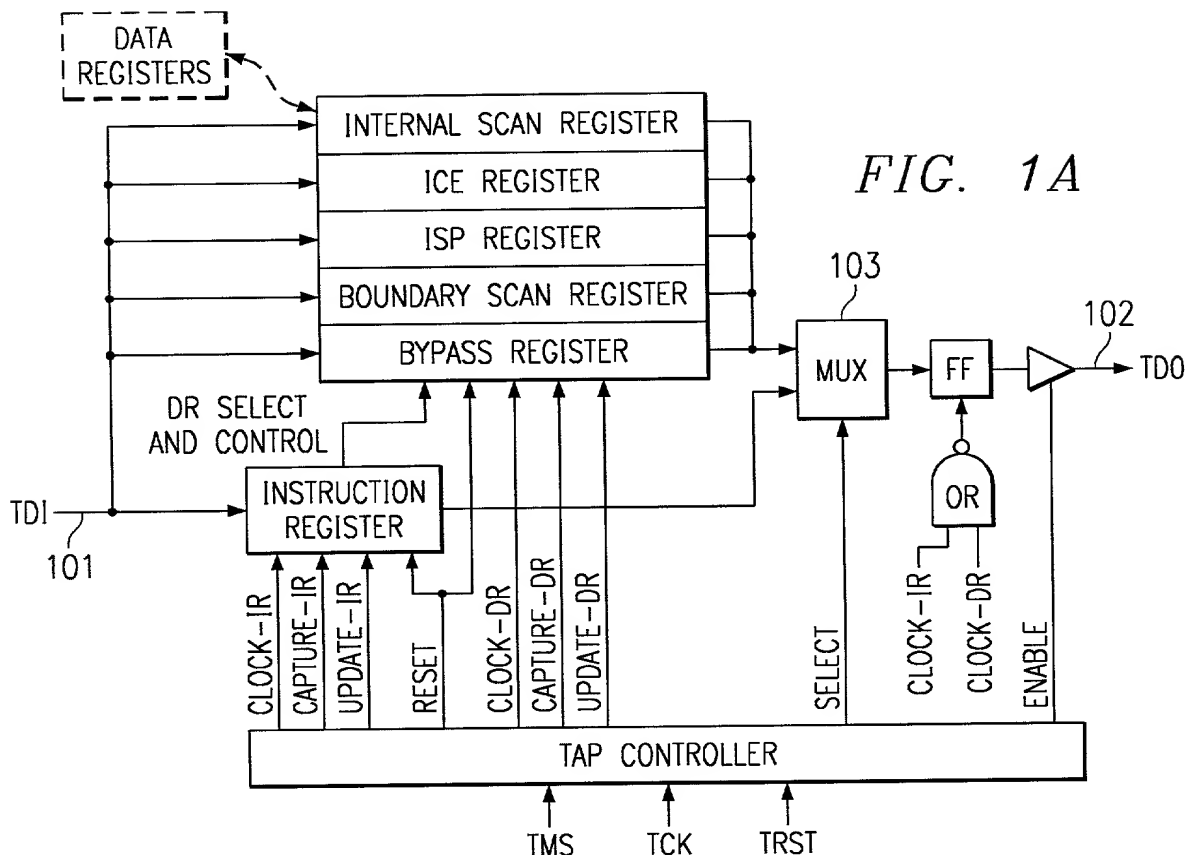 DATA
REGISTERS
INTERNAL SCAN REGISTER
ICE REGISTER
ISP REGISTER
BOUNDARY SCAN REGISTER
BYPASS REGISTER
FIG. 1A
103
MUX
FF
102
TDO
DR SELECT
AND CONTROL
TDI
101
INSTRUCTION
REGISTER
OR
CLOCK-IR
CAPTURE-IR
UPDATE-IR
RESET
CLOCK-DR
CAPTURE-DR
UPDATE-DR
SELECT
CLOCK-IR
CLOCK-DR
ENABLE
TAP CONTROLLER
TMS
TCK
TRST